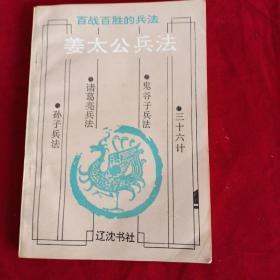 百战百胜的兵法
姜太公兵法
●三十六计
●鬼谷子兵法
●诸葛亮兵法
●孙子兵法
辽沈书社